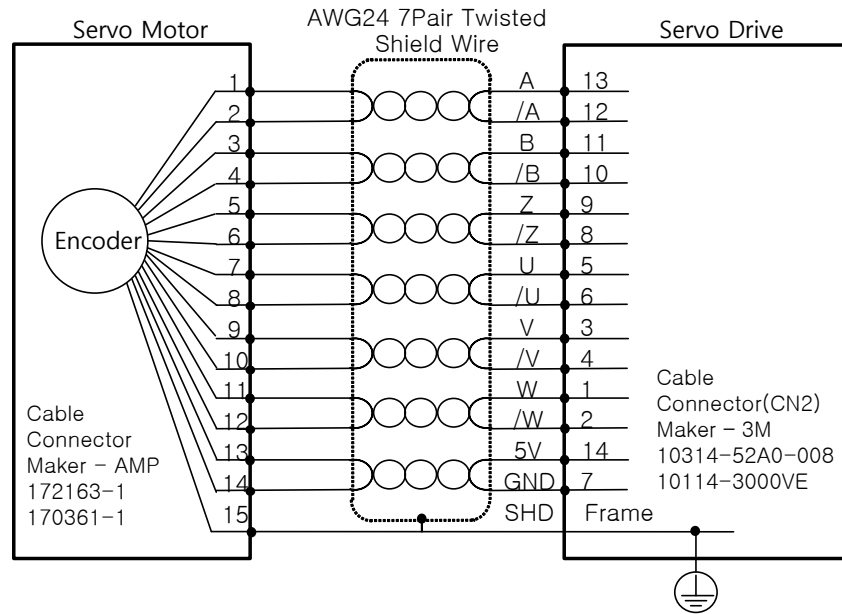 Servo Motor
AWG24 7Pair Twisted
Shield Wire
Servo Drive
1 A 13
2 /A 12
3 B 11
4 /B 10
5 Z 9
Encoder
6 /Z 8
7 U 5
8 /U 6
9 V 3
10 /V 4
11 W 1
12 /W 2
13 5V 14
14 GND 7
15 SHD Frame
Cable
Connector
Maker - AMP
172163-1
170361-1
Cable
Connector(CN2)
Maker - 3M
10314-52A0-008
10114-3000VE